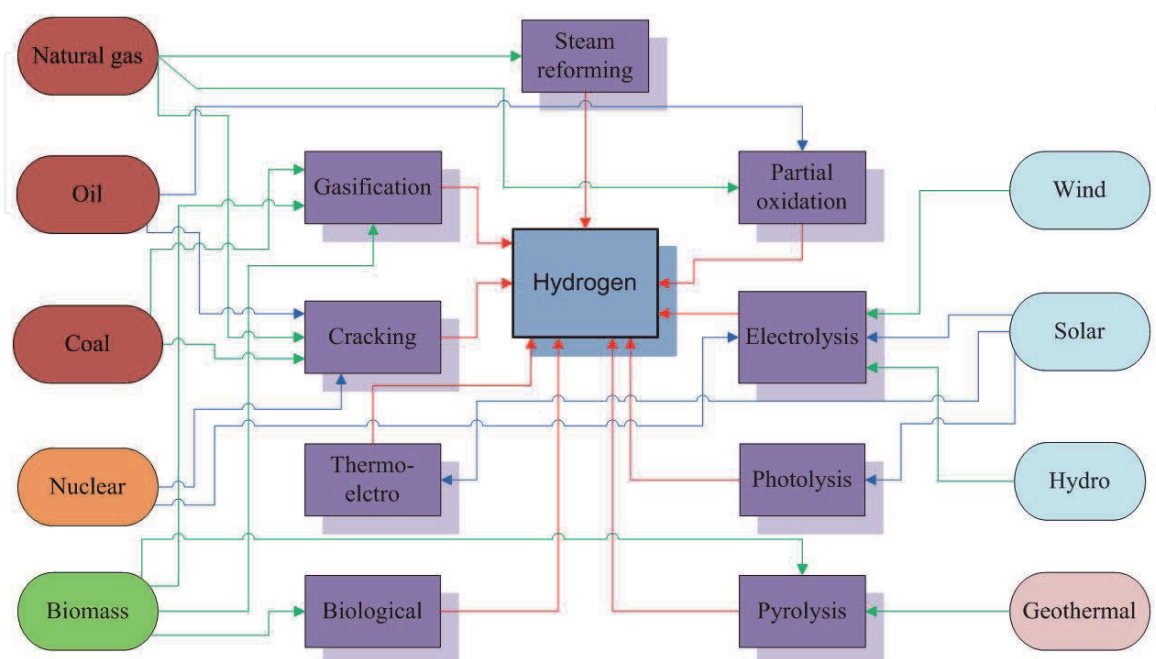 Natural gas
Steam
reforming
Oil
Gasification
Partial
oxidation
Wind
Hydrogen
Coal
Cracking
Electrolysis
Solar
Nuclear
Thermo-
elctro
Photolysis
Hydro
Biomass
Biological
Pyrolysis
Geothermal